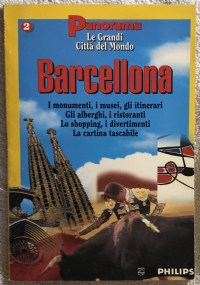 2
Panorama
Le Grandi
Città del Mondo
Barcellona
I monumenti, i musei, gli itinerari
Gli alberghi, i ristoranti
Lo shopping, i divertimenti
La cartina tascabile
PHILIPS